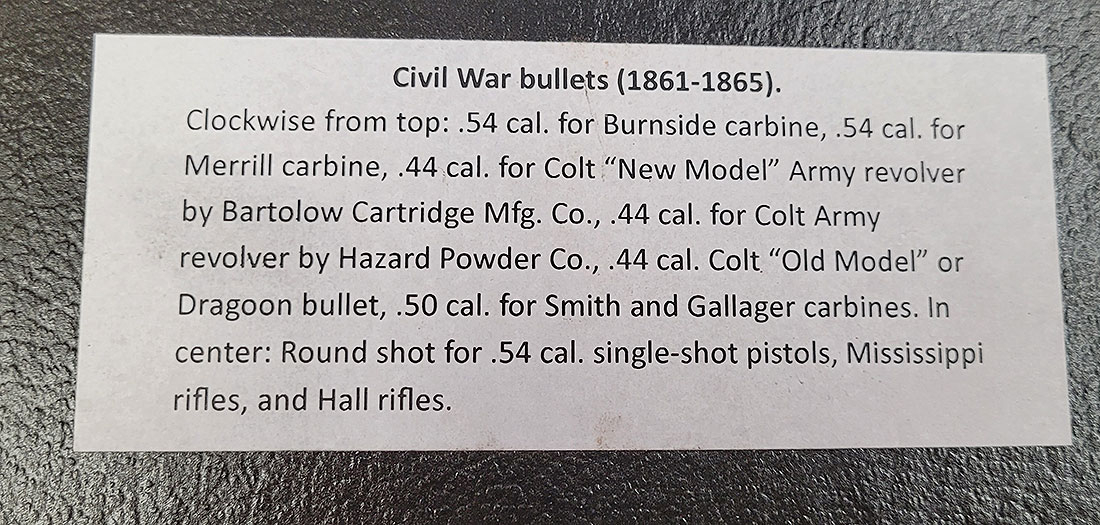 Civil War bullets (1861-1865).
Clockwise from top: .54 cal. for Burnside carbine, .54 cal. for
Merrill carbine, .44 cal. for Colt “New Model” Army revolver
by Bartolow Cartridge Mfg. Co., .44 cal. for Colt Army
revolver by Hazard Powder Co., .44 cal. Colt “Old Model” or
Dragoon bullet, .50 cal. for Smith and Gallager carbines. In
center: Round shot for .54 cal. single-shot pistols, Mississippi
rifles, and Hall rifles.